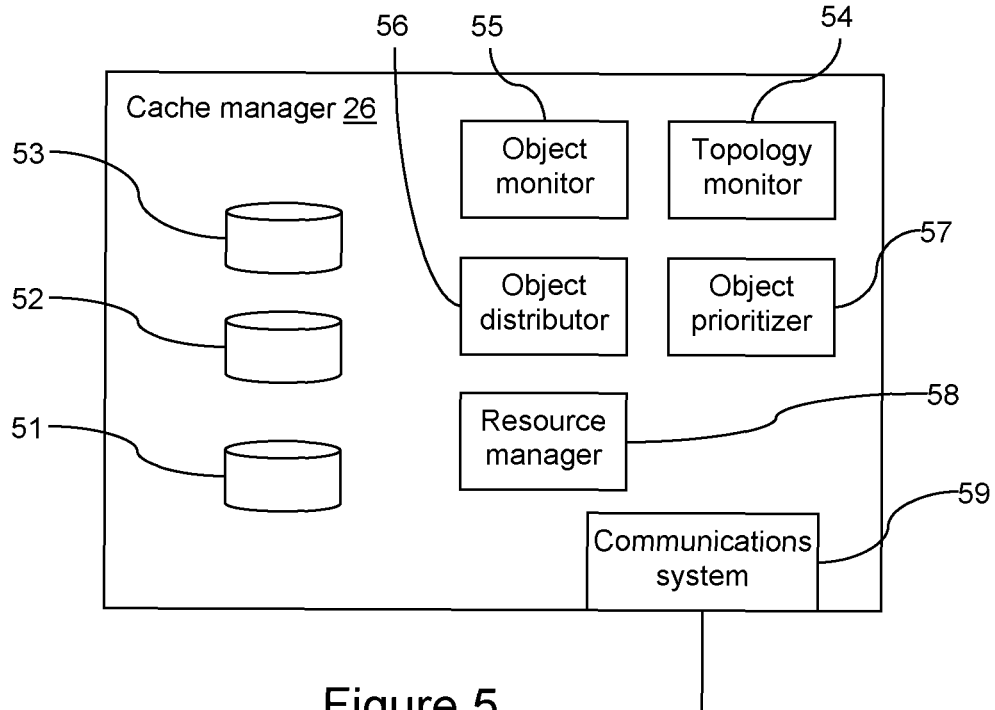 56
55
54
Cache manager 26
53
Object
monitor
Topology
monitor
57
52
Object
distributor
Object
prioritizer
58
51
Resource
manager
59
Communications
system
Figure 5